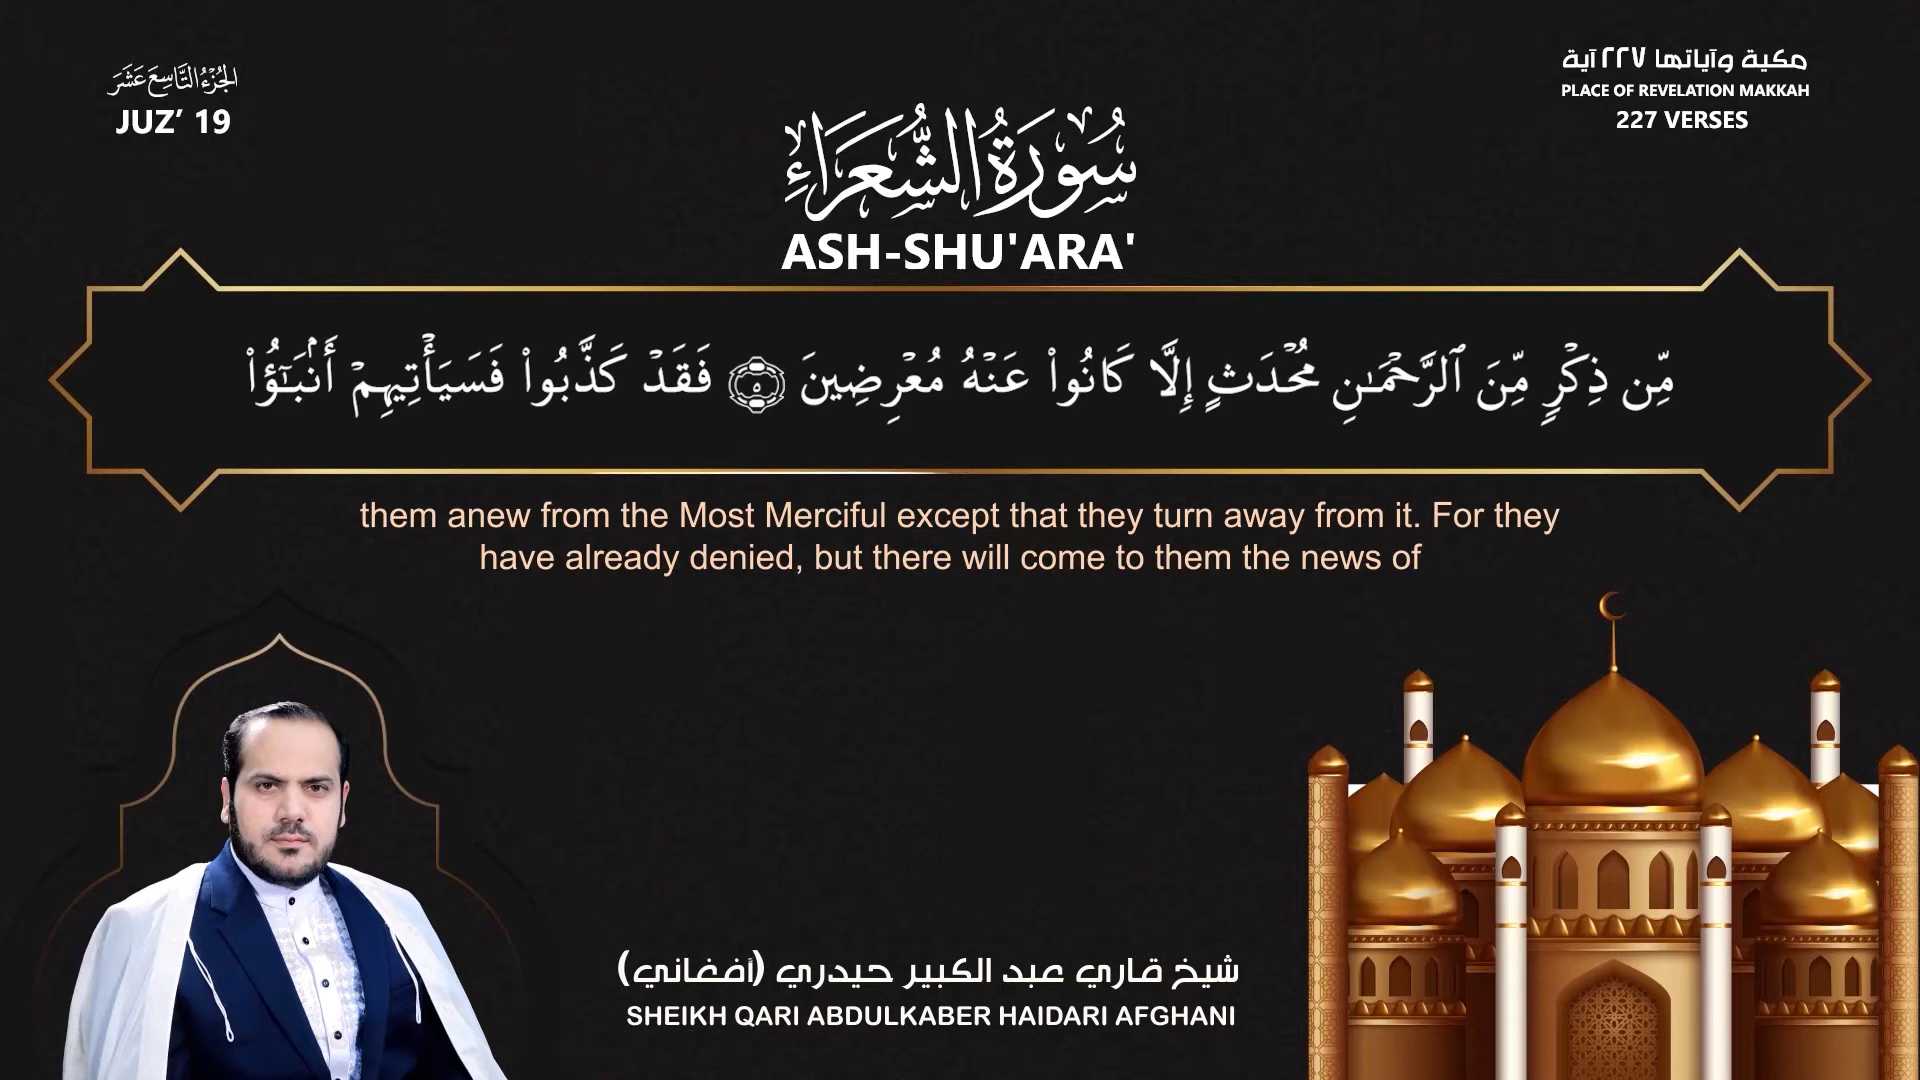 الجُزْءُ التَّاسِعَ عَشَرَ
JUZ’ 19
مكية وآياتها ٢٢٧ آية
PLACE OF REVELATION MAKKAH
227 VERSES
سُورَةُ الشُّعَرَاءِ
ASH-SHU'ARA'
مِّن ذِكْرٍ مِّنَ ٱلرَّحْمَـٰنِ مُحْدَثٍ إِلَّا كَانُوا۟ عَنْهُ مُعْرِضِينَ ۝٥ فَقَدْ كَذَّبُوا۟ فَسَيَأْتِيهِمْ أَنۢبَـٰٓؤُا۟
them anew from the Most Merciful except that they turn away from it. For they
have already denied, but there will come to them the news of
شيخ قاري عبد الكبير حيدري (أفغاني)
SHEIKH QARI ABDULKABER HAIDARI AFGHANI